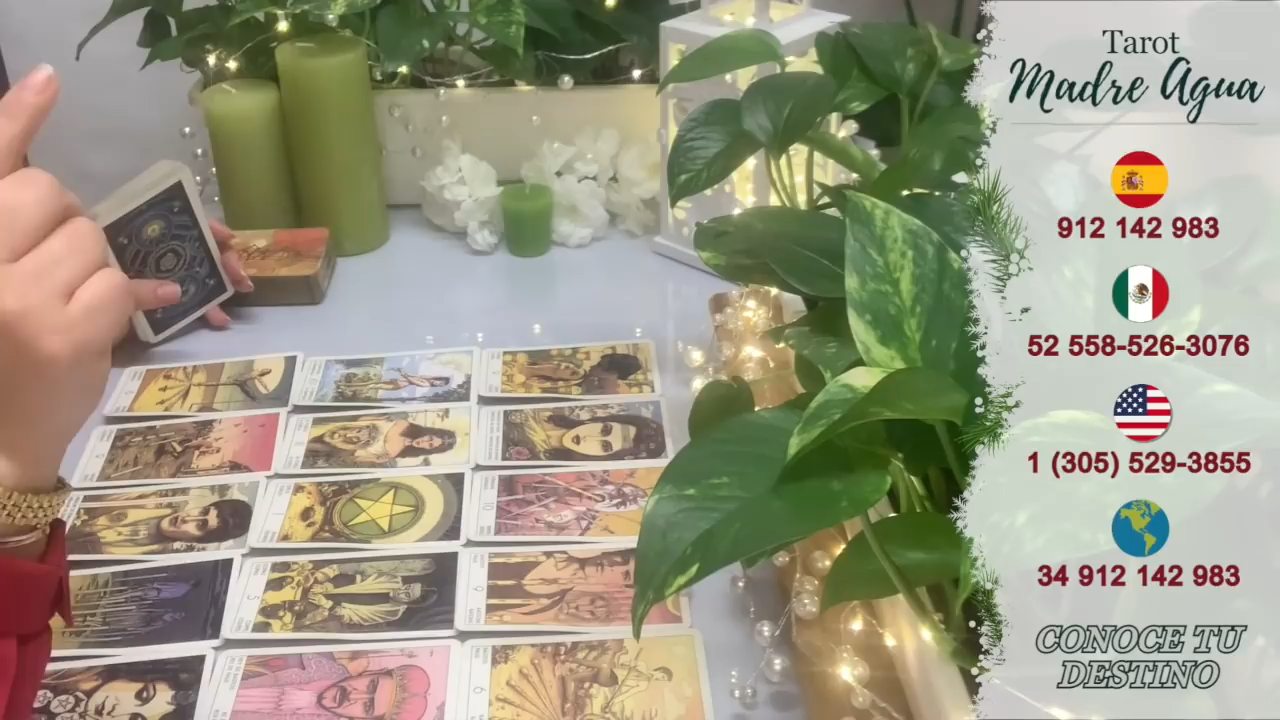 Tarot
Madre Agua
912 142 983
52 558-526-3076
1 (305) 529-3855
34 912 142 983
CONOCE TU
DESTINO